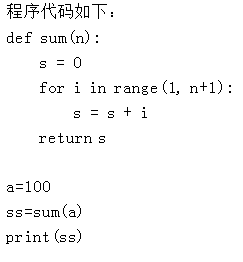 程序代码如下：
def sum(n):
    s = 0
    for i in range(1, n+1):
        s = s + i
    return s

a=100
ss=sum(a)
print(ss)